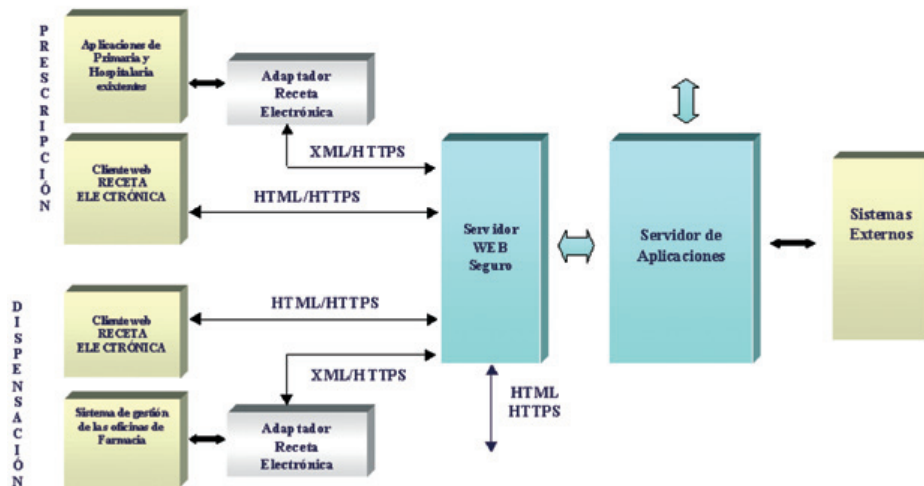 PRESCRIPCIÓN
Aplicaciones de
Primaria y
Hospitalaria
exixtentes
Adaptador
Receta
Electrónica
XML/HTTPS
Cliente web
RECETA
ELECTRÓNICA
HTML/HTTPS
Servidor
WEB
Seguro
Servidor de
Aplicaciones
Sistemas
Externos
DISPENSACIÓN
Cliente web
RECETA
ELECTRÓNICA
HTML/HTTPS
XML/HTTPS
HTML
HTTPS
Sistema de gestión
de las oficinas de
Farmacia
Adaptador
Receta
Electrónica